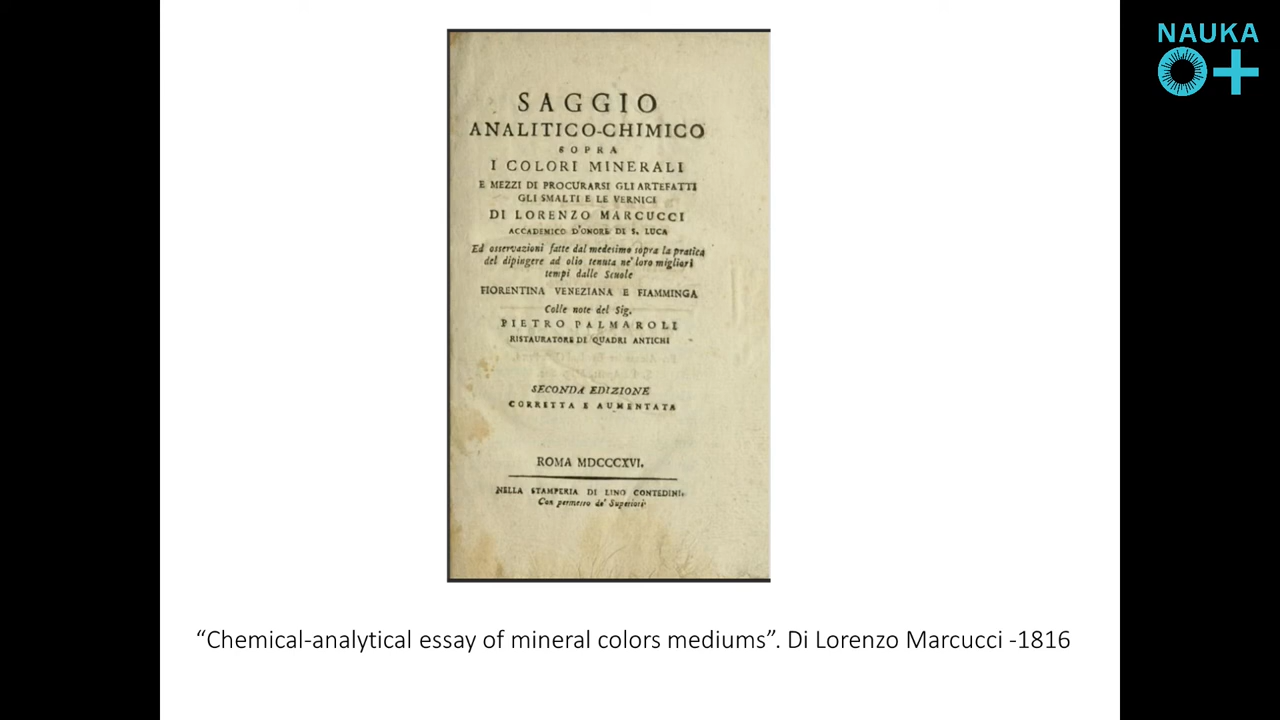 NAUKA
0+
SAGGIO
ANALITICO-CHIMICO
SOPRA
I COLORI MINERALI
E MEZZI DI PROCURARSI GLI ARTEFATTI
GLI SMALTI E LE VERNICI
DI LORENZO MARCUCCI
ACCADEMICO D'ONORE DI S. LUCA
Ed osservazioni fatte dal medesimo sopra la pratica
del dipingere ad olio tenuta ne' loro migliori
tempi dalle Scuole
FIORENTINA VENEZIANA E FIAMMINGA
Colle note del Sig.
PIETRO PALMAROLI
RISTAURATORE DI QUADRI ANTICHI
SECONDA EDIZIONE
CORRETTA E AUMENTATA
ROMA MDCCCXVI.
NELLA STAMPERIA DI LINO CONTEDINI.
Con permesso de' Superiori
“Chemical-analytical essay of mineral colors mediums”. Di Lorenzo Marcucci -1816